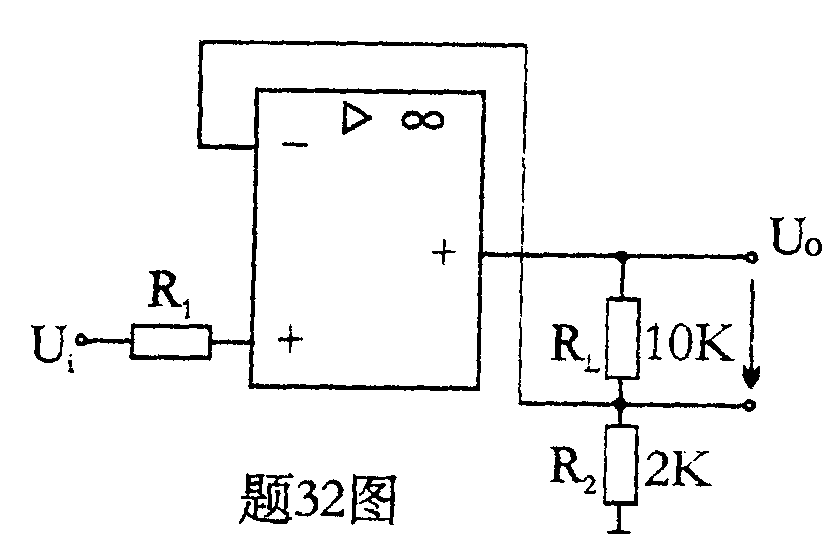 ▷ ∞
−
+
Uo
R1
Ui
+
RL 10K
R2 2K
题32图